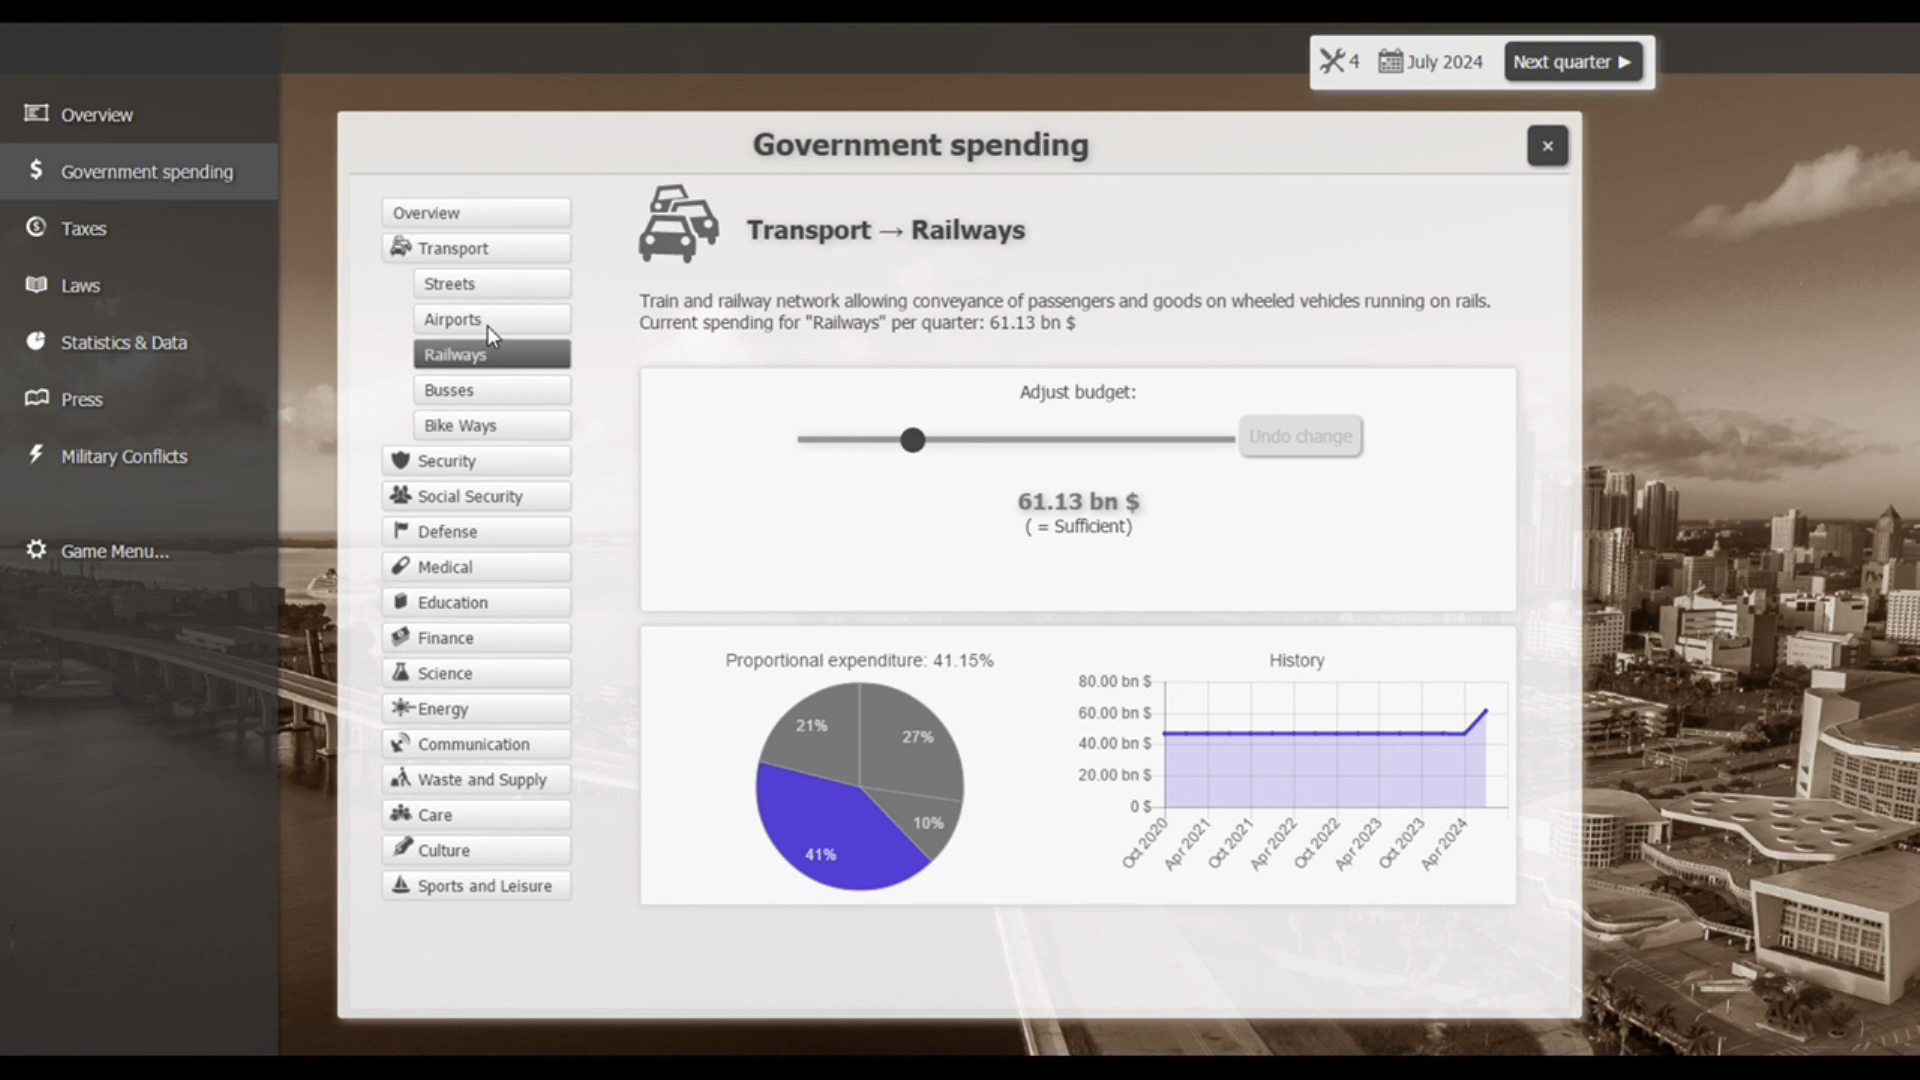 4 July 2024 Next quarter ►
Overview
Government spending
Taxes
Laws
Statistics & Data
Press
Military Conflicts
Game Menu...
Government spending
×
Overview
Transport
Streets
Airports
Railways
Busses
Bike Ways
Security
Social Security
Defense
Medical
Education
Finance
Science
Energy
Communication
Waste and Supply
Care
Culture
Sports and Leisure
Transport → Railways
Train and railway network allowing conveyance of passengers and goods on wheeled vehicles running on rails.
Current spending for "Railways" per quarter: 61.13 bn $
Adjust budget:
Undo change
61.13 bn $
( = Sufficient)
Proportional expenditure: 41.15%
21%
27%
10%
41%
History
80.00 bn $
60.00 bn $
40.00 bn $
20.00 bn $
0 $
Oct 2020
Apr 2021
Oct 2021
Apr 2022
Oct 2022
Apr 2023
Oct 2023
Apr 2024